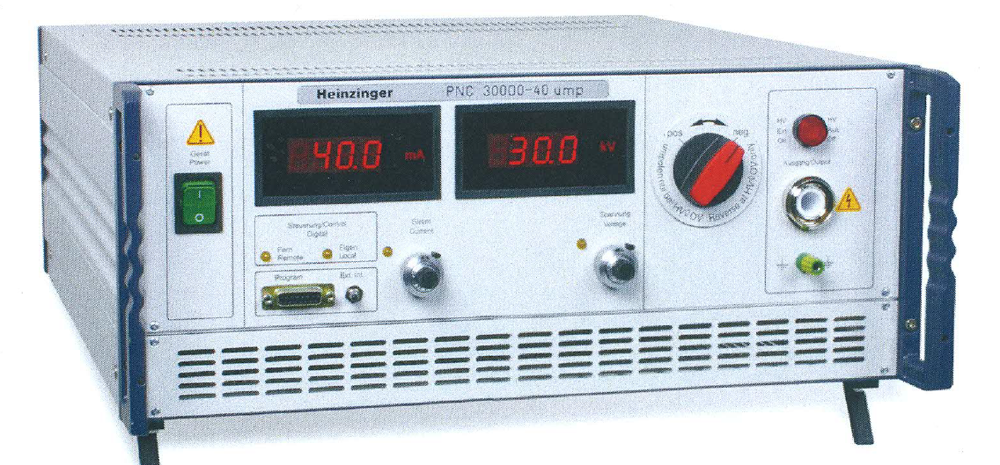 Heinzinger PNC 30000-40 ump
Gerät
Power
I
O
40.0 mA
30.0 kV
Steuerung/Control
Digital
Fern
Remote
Eigen
Local
Program
Ext. Int.
Strom
Current
Spannung
Voltage
pos
neg
umpolen nur bei HV=0V
Reverse at HV=0V only
HV
Ein
On
HV
Aus
Off
Ausgang/Output